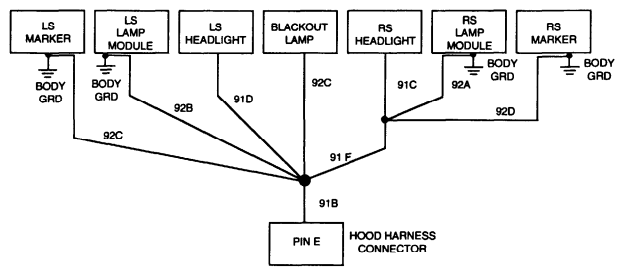 LS
MARKER
LS
LAMP
MODULE
LS
HEADLIGHT
BLACKOUT
LAMP
RS
HEADLIGHT
RS
LAMP
MODULE
RS
MARKER
BODY
GRD
BODY
GRD
BODY
GRD
BODY
GRD
92C
92B
91D
92C
91C
92A
92D
91 F
91B
PIN E
HOOD HARNESS
CONNECTOR